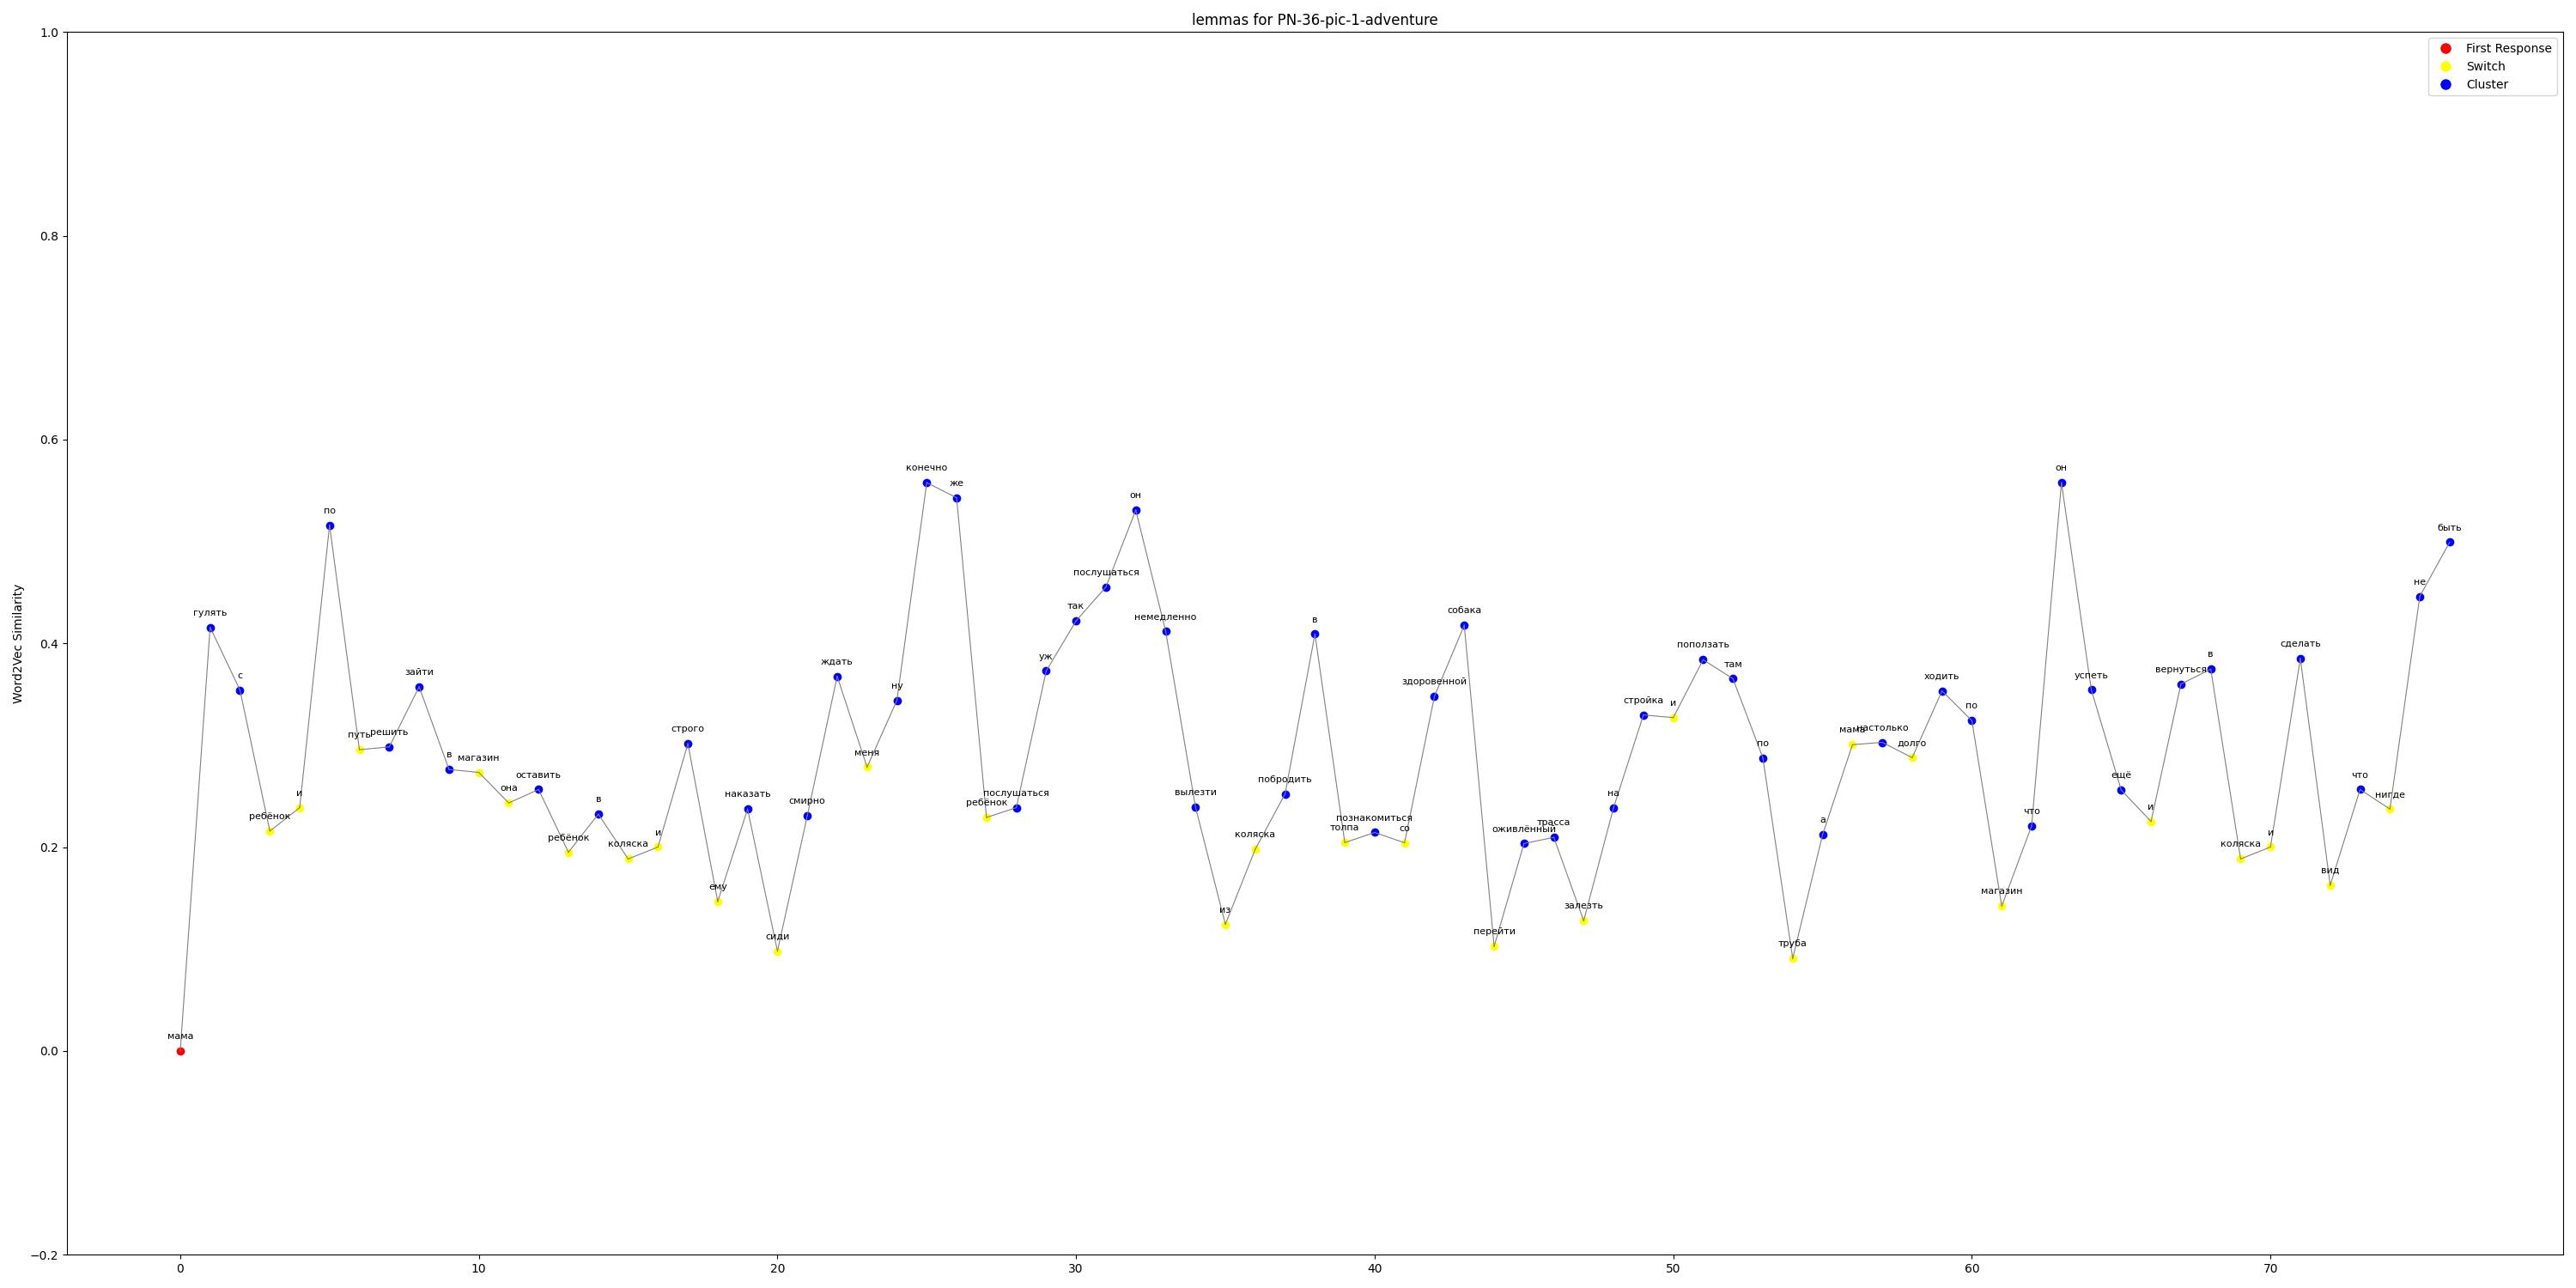 lemmas for PN-36-pic-1-adventure
1.0
0.8
0.6
0.4
0.2
0.0
−0.2
Word2Vec Similarity
First Response
Switch
Cluster
мама
гулять
с
ребёнок
и
по
путь
решить
зайти
в
магазин
она
оставить
ребёнок
в
коляска
и
строго
ему
наказать
сиди
смирно
ждать
меня
ну
конечно
же
ребёнок
послушаться
уж
так
послушаться
он
немедленно
вылезти
из
коляска
побродить
в
толпа
познакомиться
со
здоровенной
собака
перейти
оживлённый
трасса
залезть
на
стройка
и
поползать
там
по
труба
а
мама
настолько
долго
ходить
по
магазин
что
он
успеть
ещё
и
вернуться
в
коляска
и
сделать
вид
что
нигде
не
быть
0 10 20 30 40 50 60 70